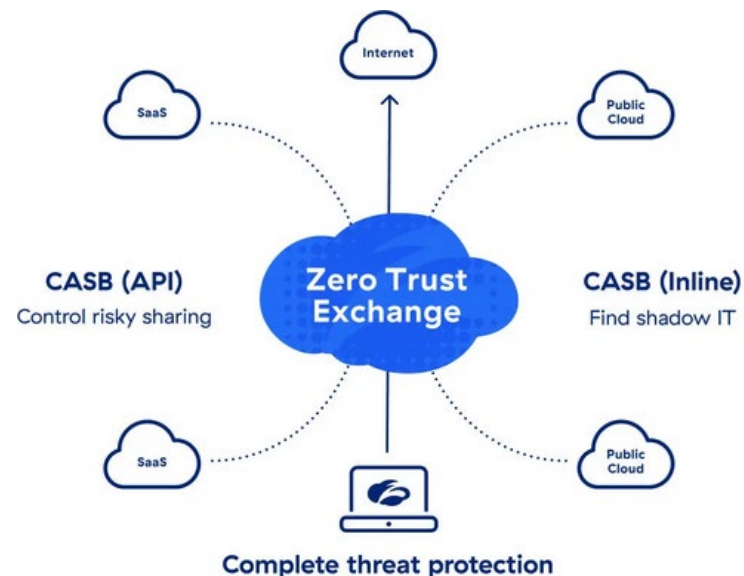 Internet
SaaS
Public
Cloud
CASB (API)
Control risky sharing
Zero Trust
Exchange
CASB (Inline)
Find shadow IT
SaaS
Public
Cloud
Complete threat protection